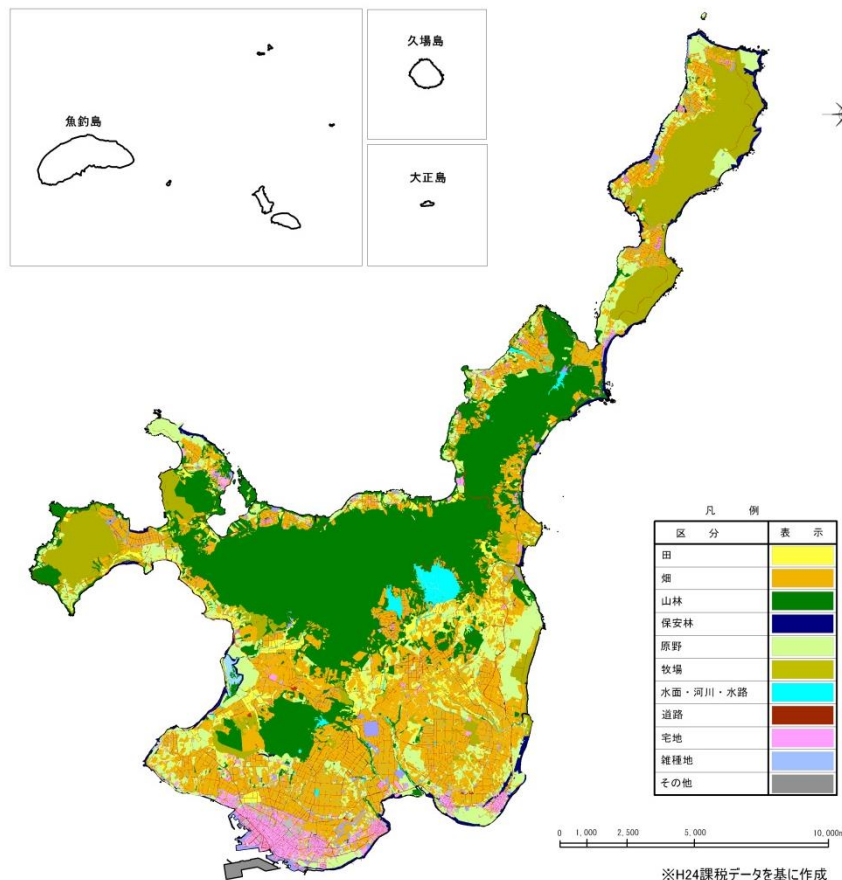 久場島
魚釣島
大正島
凡 例
区 分 表 示
田
畑
山林
保安林
原野
牧場
水面・河川・水路
道路
宅地
雑種地
その他
0 1,000 2,500 5,000 10,000m
※H24課税データを基に作成